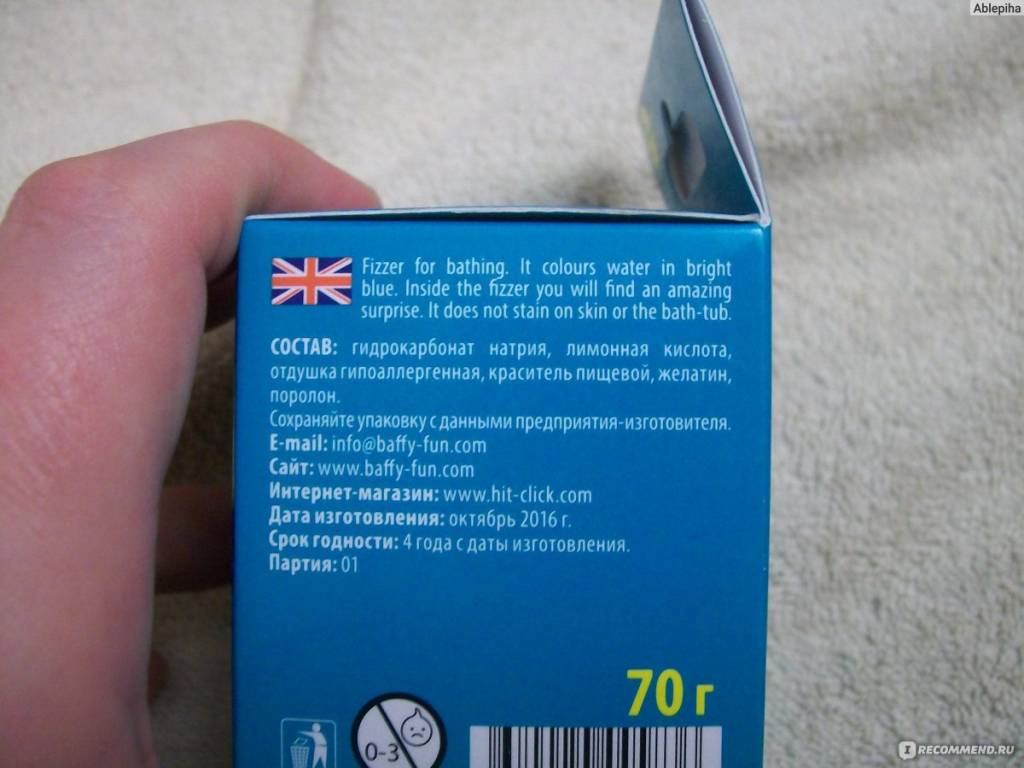 Ablepiha
Fizzer for bathing. It colours water in bright
blue. Inside the fizzer you will find an amazing
surprise. It does not stain on skin or the bath-tub.
СОСТАВ: гидрокарбонат натрия, лимонная кислота,
отдушка гипоаллергенная, краситель пищевой, желатин,
поролон.
Сохраняйте упаковку с данными предприятия-изготовителя.
E-mail: info@baffy-fun.com
Сайт: www.baffy-fun.com
Интернет-магазин: www.hit-click.com
Дата изготовления: октябрь 2016 г.
Срок годности: 4 года с даты изготовления.
Партия: 01
70 г
0-3
IRECOMMEND.RU